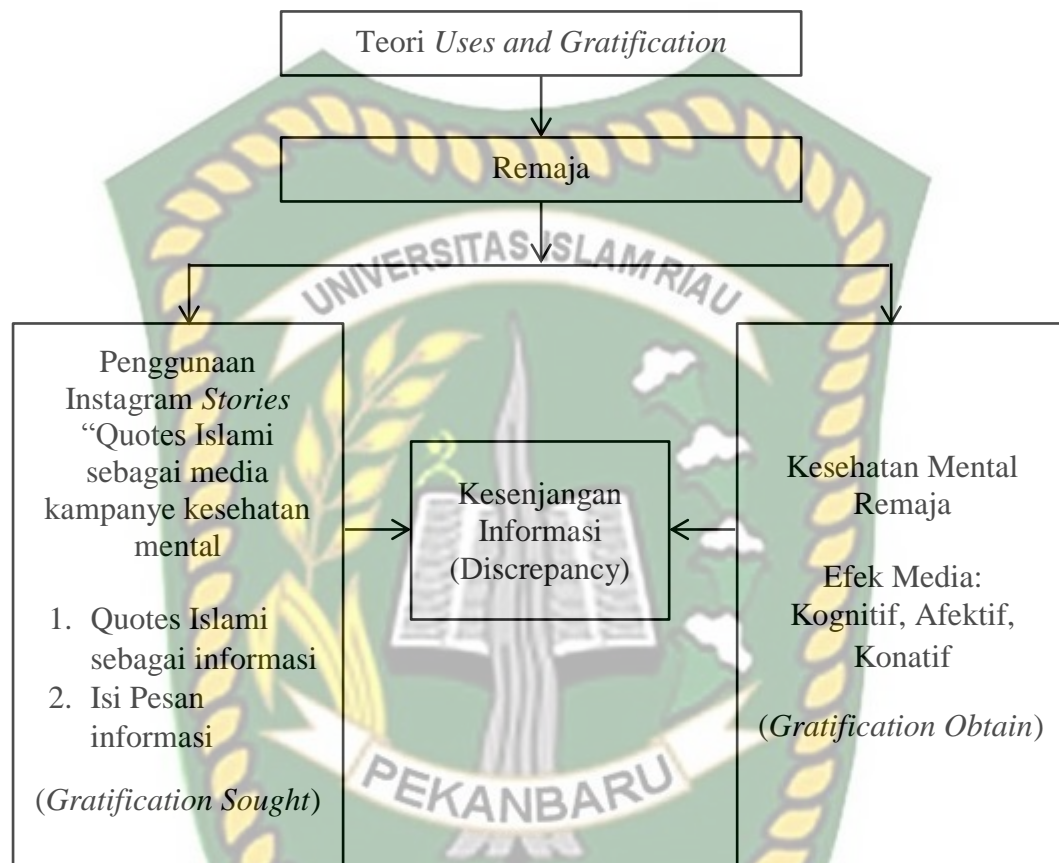 Teori Uses and Gratification
Remaja
UNIVERSITAS ISLAM RIAU
Penggunaan
Instagram Stories
“Quotes Islami
sebagai media
kampanye kesehatan
mental
1. Quotes Islami
sebagai informasi
2. Isi Pesan
informasi
(Gratification Sought)
Kesenjangan
Informasi
(Discrepancy)
Kesehatan Mental
Remaja
Efek Media:
Kognitif, Afektif,
Konatif
(Gratification Obtain)
PEKANBARU